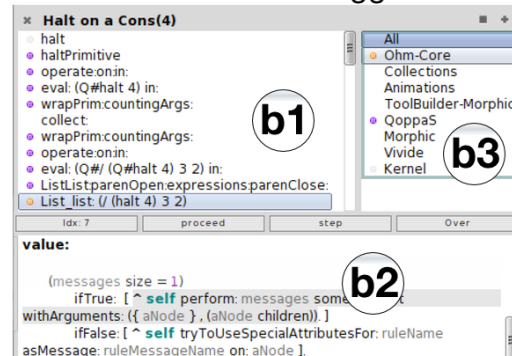 Halt on a Cons(4)
halt
haltPrimitive
operate:on:in:
eval: (Q#halt 4) in:
wrapPrim:countingArgs:
collect:
wrapPrim:countingArgs:
operate:on:in:
eval: (Q#/ (Q#halt 4) 3 2) in:
ListList:parenOpen:expressions:parenClose:
List_list: (/ (halt 4) 3 2)
b1
All
Ohm-Core
Collections
Animations
ToolBuilder-Morphic
QoppaS
Morphic
Vivide
Kernel
b3
Idx: 7 proceed step Over
value:
(messages size = 1)
ifTrue: [ ^ self perform: messages
withArguments: ({ aNode } , (aNode children)). ]
ifFalse: [ ^ self tryToUseSpecialAttributesFor: ruleName
asMessage: ruleMessageName on: aNode ].
b2